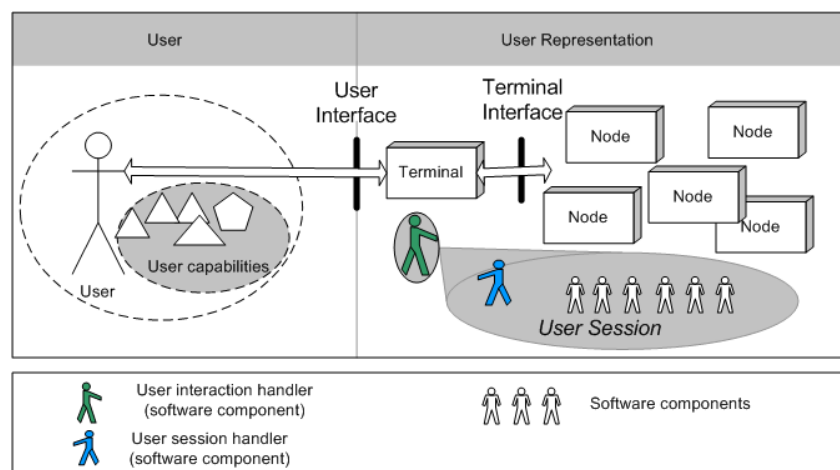 User
User Representation
User
Interface
Terminal
Interface
Terminal
Node
Node
Node
Node
Node
User capabilities
User
User Session
User interaction handler
(software component)
User session handler
(software component)
Software components